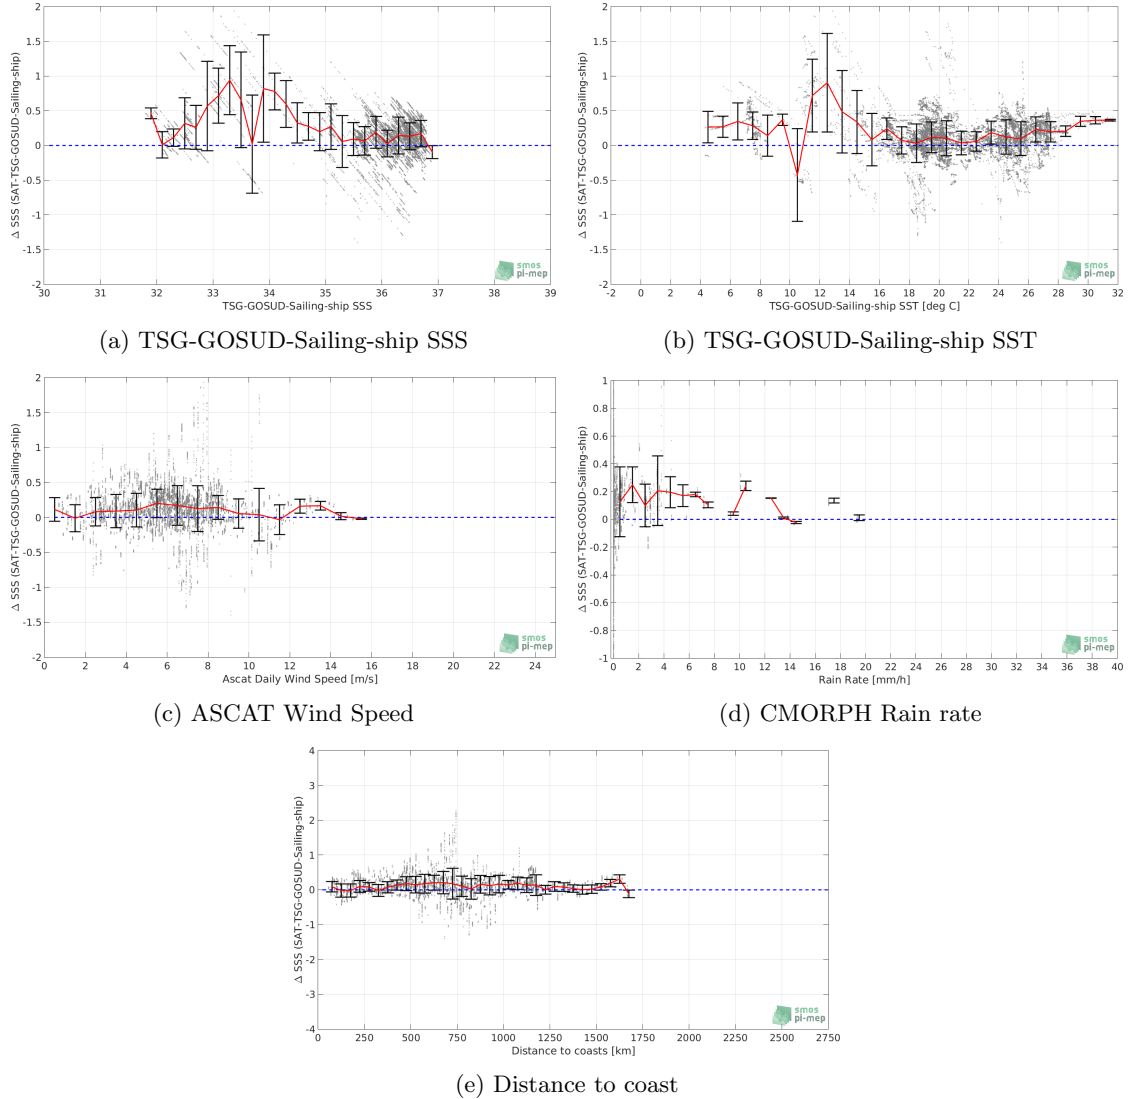 2
1.5
1
0.5
0
-0.5
-1
-1.5
-2
Δ SSS (SAT-TSG-GOSUD-Sailing-ship)
30 31 32 33 34 35 36 37 38 39
TSG-GOSUD-Sailing-ship SSS
smos
pi-mep
(a) TSG-GOSUD-Sailing-ship SSS
2
1.5
1
0.5
0
-0.5
-1
-1.5
-2
Δ SSS (SAT-TSG-GOSUD-Sailing-ship)
-2 0 2 4 6 8 10 12 14 16 18 20 22 24 26 28 30 32
TSG-GOSUD-Sailing-ship SST [deg C]
smos
pi-mep
(b) TSG-GOSUD-Sailing-ship SST
2
1.5
1
0.5
0
-0.5
-1
-1.5
-2
Δ SSS (SAT-TSG-GOSUD-Sailing-ship)
0 2 4 6 8 10 12 14 16 18 20 22 24
Ascat Daily Wind Speed [m/s]
smos
pi-mep
(c) ASCAT Wind Speed
1
0.8
0.6
0.4
0.2
0
-0.2
-0.4
-0.6
-0.8
-1
Δ SSS (SAT-TSG-GOSUD-Sailing-ship)
0 2 4 6 8 10 12 14 16 18 20 22 24 26 28 30 32 34 36 38 40
Rain Rate [mm/h]
smos
pi-mep
(d) CMORPH Rain rate
4
3
2
1
0
-1
-2
-3
-4
Δ SSS (SAT-TSG-GOSUD-Sailing-ship)
0 250 500 750 1000 1250 1500 1750 2000 2250 2500 2750
Distance to coasts [km]
smos
pi-mep
(e) Distance to coast